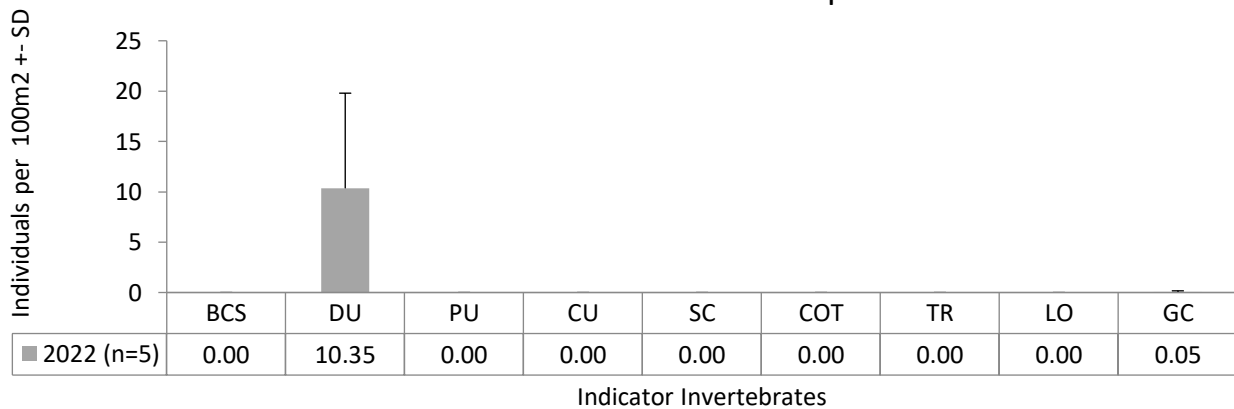 Individuals per 100m2 +- SD
25
20
15
10
5
0
BCS DU PU CU SC COT TR LO GC
2022 (n=5) 0.00 10.35 0.00 0.00 0.00 0.00 0.00 0.00 0.05
Indicator Invertebrates